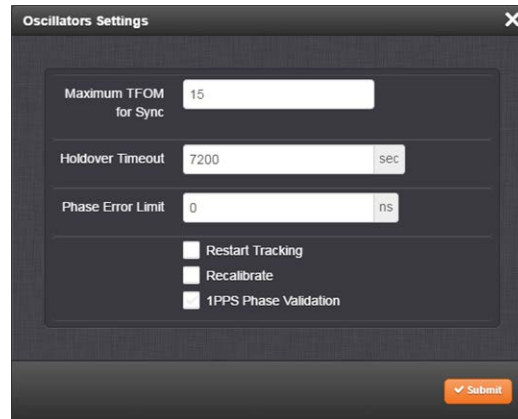 Oscillators Settings
Maximum TFOM
for Sync
15
Holdover Timeout
7200
sec
Phase Error Limit
0
ns
Restart Tracking
Recalibrate
1PPS Phase Validation
Submit